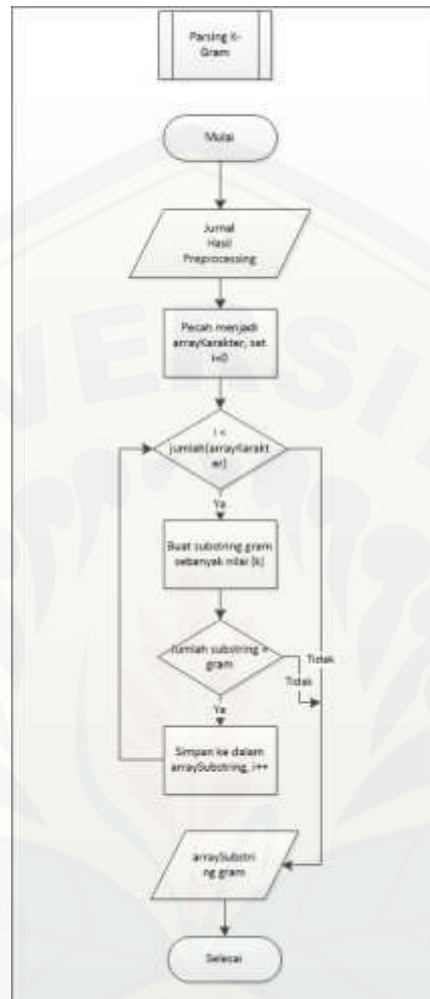 Parsing K-
Gram
Mulai
Jurnal
Hasil
Preprocessing
Pecah menjadi
arrayKarakter, set
i=0
i <
jumlah(arrayKarakt
er)
Ya
Buat substring gram
sebanyak nilai (k)
Jumlah substring =
gram
Tidak
Tidak
Ya
Simpan ke dalam
arraySubstring, i++
arraySubstri
ng gram
Selesai